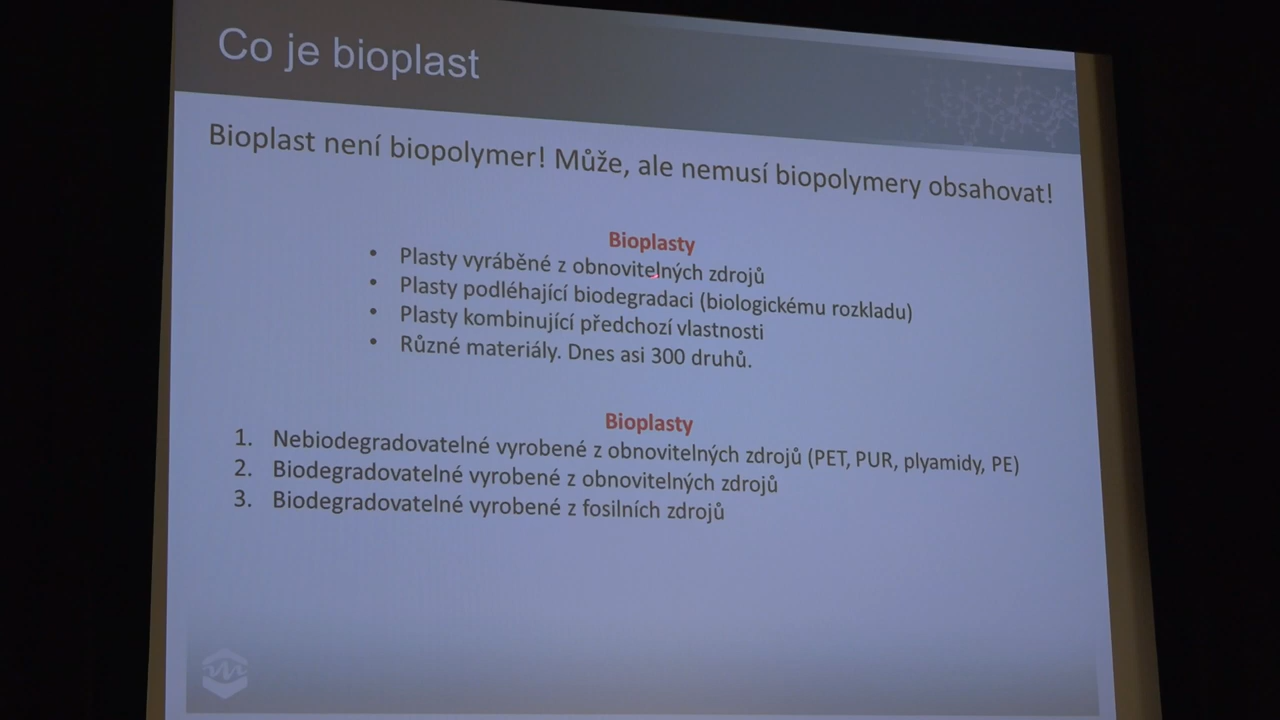 Co je bioplast
Bioplast není biopolymer! Může, ale nemusí biopolymery obsahovat!
Bioplasty
• Plasty vyráběné z obnovitelných zdrojů
• Plasty podléhající biodegradaci (biologickému rozkladu)
• Plasty kombinující předchozí vlastnosti
• Různé materiály. Dnes asi 300 druhů.
Bioplasty
1. Nebiodegradovatelné vyrobené z obnovitelných zdrojů (PET, PUR, plyamidy, PE)
2. Biodegradovatelné vyrobené z obnovitelných zdrojů
3. Biodegradovatelné vyrobené z fosilních zdrojů